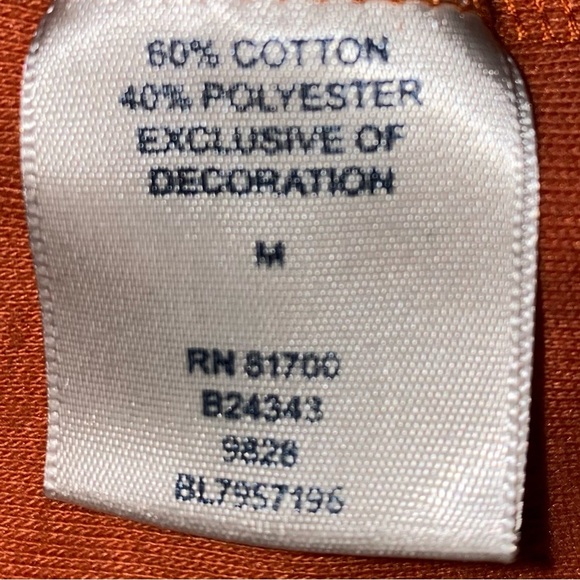 60% COTTON
40% POLYESTER
EXCLUSIVE OF
DECORATION
M
RN 81700
B24343
9828
BL7957196